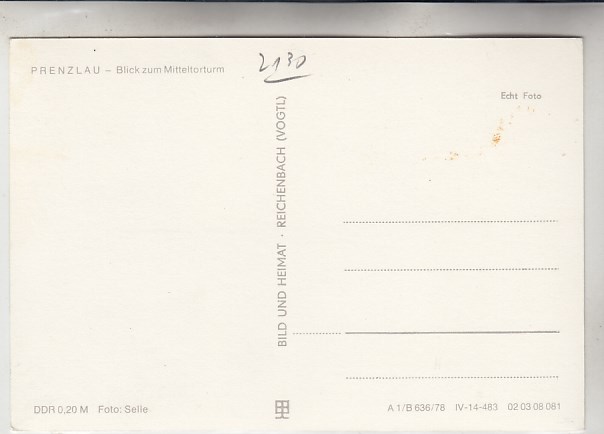 PRENZLAU – Blick zum Mitteltorturm
2130
Echt Foto
BILD UND HEIMAT · REICHENBACH (VOGTL)
DDR 0,20 M Foto: Selle
A 1/B 636/78 IV-14-483 02 03 08 081